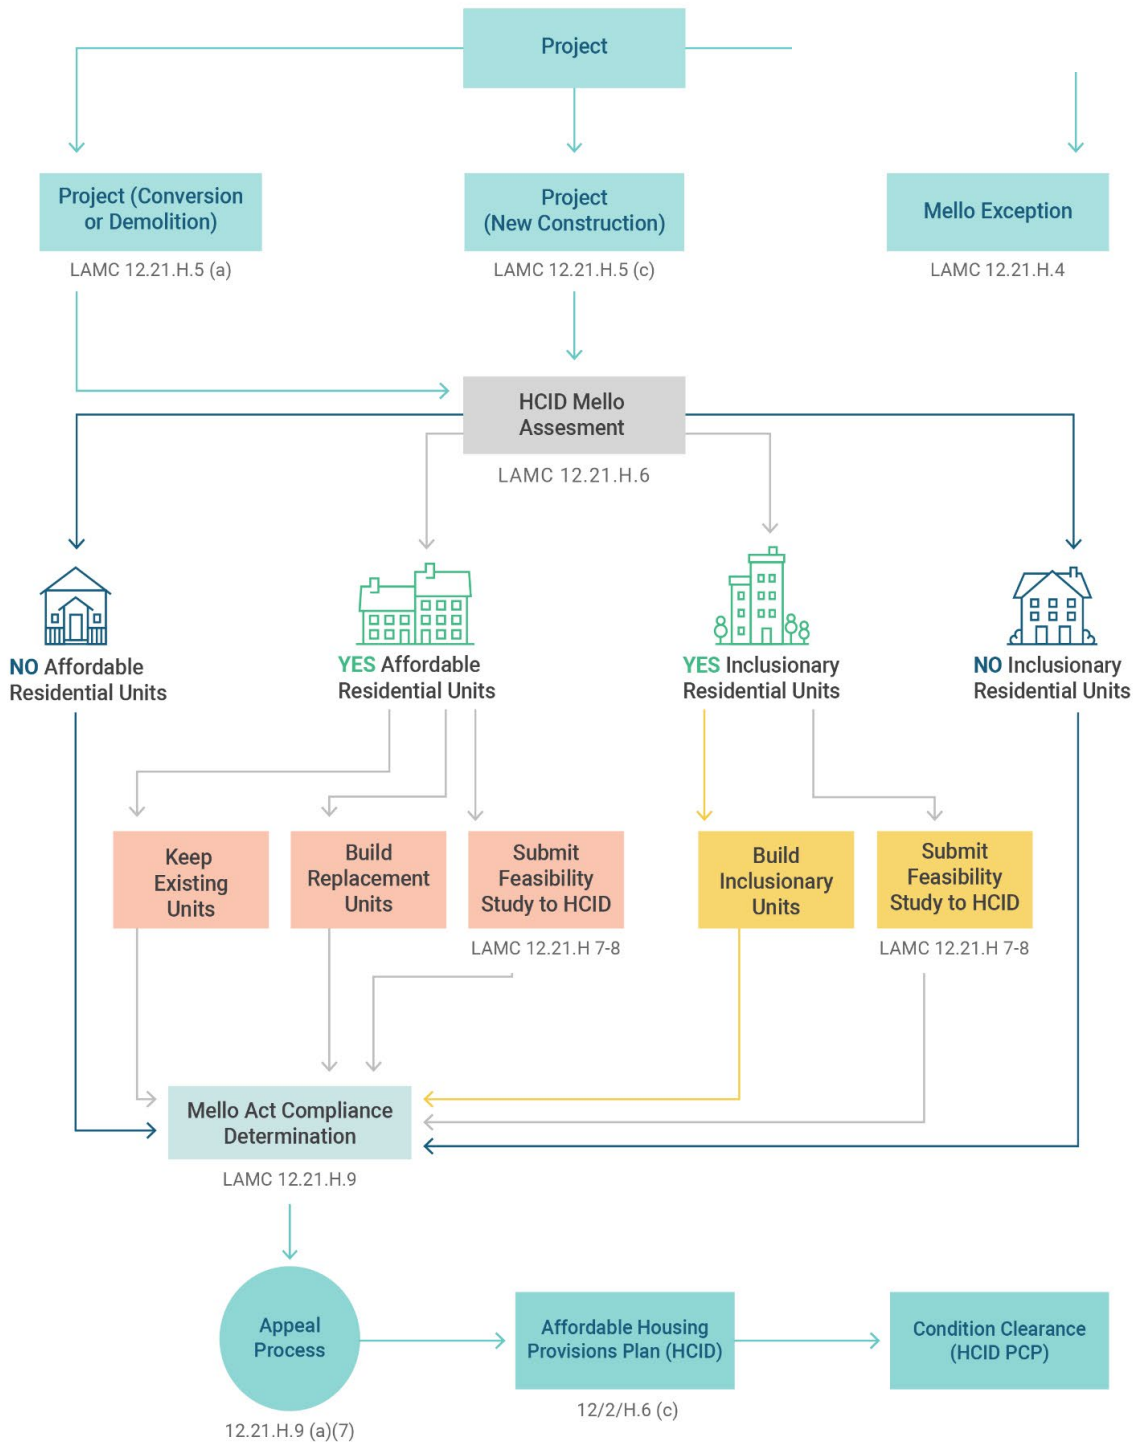 Project
Project (Conversion
or Demolition)
LAMC 12.21.H.5 (a)
Project
(New Construction)
LAMC 12.21.H.5 (c)
Mello Exception
LAMC 12.21.H.4
HCID Mello
Assesment
LAMC 12.21.H.6
NO Affordable
Residential Units
YES Affordable
Residential Units
YES Inclusionary
Residential Units
NO Inclusionary
Residential Units
Keep
Existing
Units
Build
Replacement
Units
Submit
Feasibility
Study to HCID
LAMC 12.21.H 7-8
Build
Inclusionary
Units
Submit
Feasibility
Study to HCID
LAMC 12.21.H 7-8
Mello Act Compliance
Determination
LAMC 12.21.H.9
Appeal
Process
12.21.H.9 (a)(7)
Affordable Housing
Provisions Plan (HCID)
12/2/H.6 (c)
Condition Clearance
(HCID PCP)